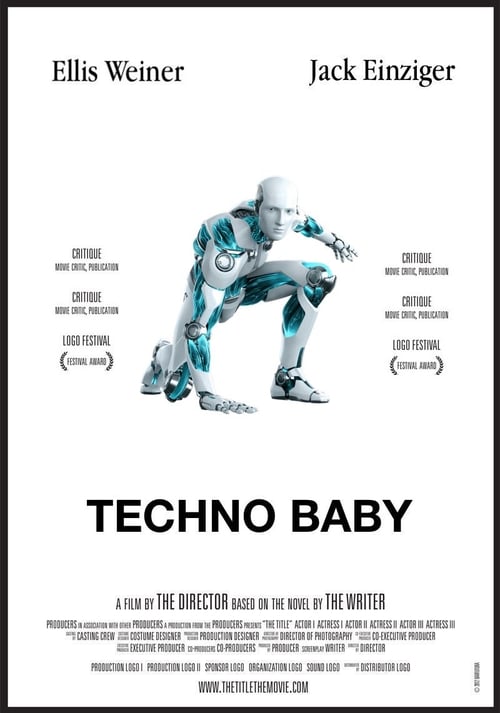 Ellis Weiner
Jack Einziger
CRITIQUE
MOVIE CRITIC, PUBLICATION
CRITIQUE
MOVIE CRITIC, PUBLICATION
LOGO FESTIVAL
FESTIVAL AWARD
CRITIQUE
MOVIE CRITIC, PUBLICATION
CRITIQUE
MOVIE CRITIC, PUBLICATION
LOGO FESTIVAL
FESTIVAL AWARD
TECHNO BABY
A FILM BY THE DIRECTOR BASED ON THE NOVEL BY THE WRITER
PRODUCERS IN ASSOCIATION WITH OTHER PRODUCERS A PRODUCTION FROM THE PRODUCERS PRESENTS "THE TITLE" ACTOR I ACTRESS I ACTOR II ACTRESS II ACTOR III ACTRESS III
CASTING CREW COSTUME DESIGNER PRODUCTION DESIGNER DIRECTOR OF PHOTOGRAPHY CO-EXECUTIVE PRODUCER
EXECUTIVE PRODUCER CO-PRODUCERS CO-PRODUCERS PRODUCER SCREENPLAY WRITER DIRECTOR
PRODUCTION LOGO I PRODUCTION LOGO II SPONSOR LOGO ORGANIZATION LOGO SOUND LOGO DISTRIBUTOR LOGO
WWW.THETITLETHEMOVIE.COM